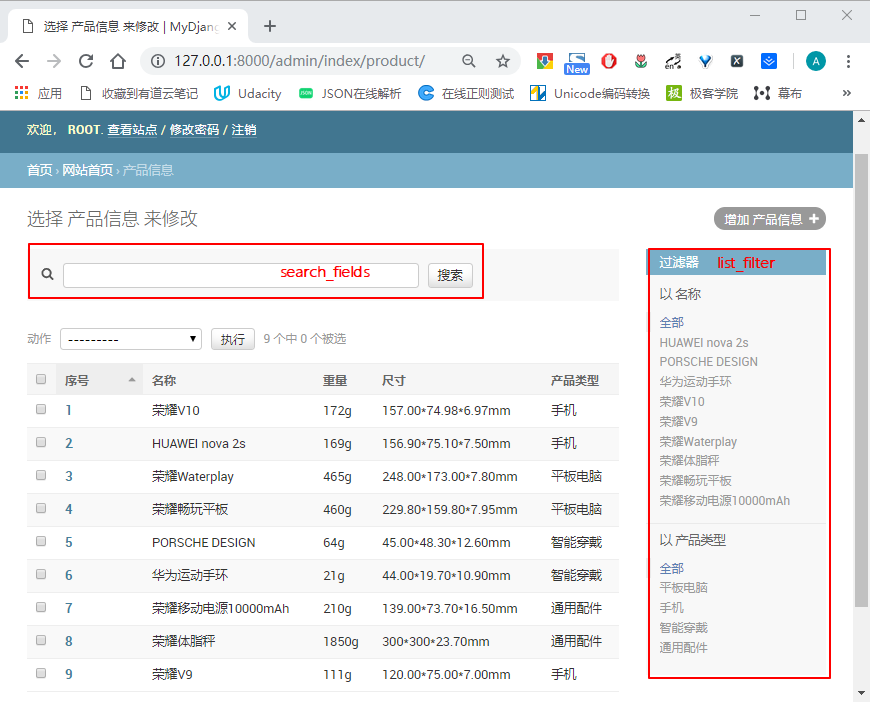 选择 产品信息 来修改 | MyDjang
127.0.0.1:8000/admin/index/product/
New
en
A
应用 收藏到有道云笔记 Udacity JSON在线解析 在线正则测试 Unicode编码转换 极 极客学院 幕布 »
欢迎, ROOT. 查看站点 / 修改密码 / 注销
首页 › 网站首页 › 产品信息
选择 产品信息 来修改
增加 产品信息 +
search_fields 搜索
动作 --------- 执行 9 个中 0 个被选
序号 名称 重量 尺寸 产品类型
1 荣耀V10 172g 157.00*74.98*6.97mm 手机
2 HUAWEI nova 2s 169g 156.90*75.10*7.50mm 手机
3 荣耀Waterplay 465g 248.00*173.00*7.80mm 平板电脑
4 荣耀畅玩平板 460g 229.80*159.80*7.95mm 平板电脑
5 PORSCHE DESIGN 64g 45.00*48.30*12.60mm 智能穿戴
6 华为运动手环 21g 44.00*19.70*10.90mm 智能穿戴
7 荣耀移动电源10000mAh 210g 139.00*73.70*16.50mm 通用配件
8 荣耀体脂秤 1850g 300*300*23.70mm 通用配件
9 荣耀V9 111g 120.00*75.00*7.00mm 手机
过滤器 list_filter
以 名称
全部
HUAWEI nova 2s
PORSCHE DESIGN
华为运动手环
荣耀V10
荣耀V9
荣耀Waterplay
荣耀体脂秤
荣耀畅玩平板
荣耀移动电源10000mAh
以 产品类型
全部
平板电脑
手机
智能穿戴
通用配件